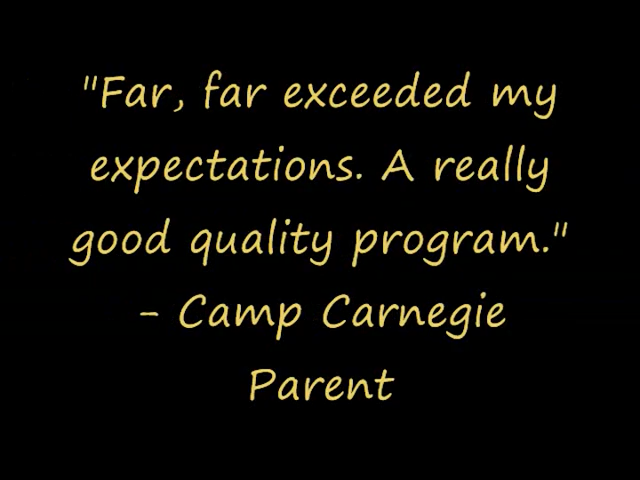 "Far, far exceeded my
expectations. A really
good quality program."
- Camp Carnegie
Parent